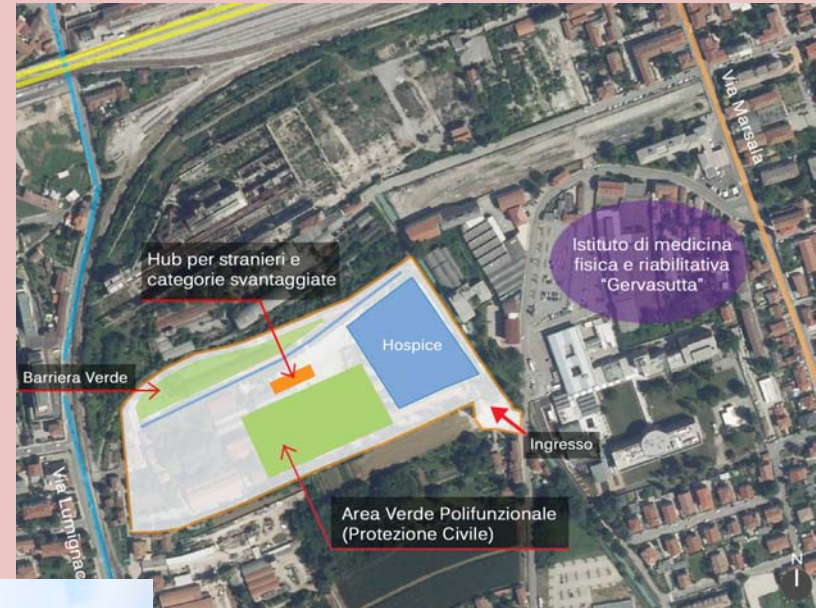 Via Marsala
Istituto di medicina
fisica e riabilitativa
"Gervasutta"
Hub per stranieri e
categorie svantaggiate
Hospice
Barriera Verde
Ingresso
Via Lumignac
Area Verde Polifunzionale
(Protezione Civile)
N